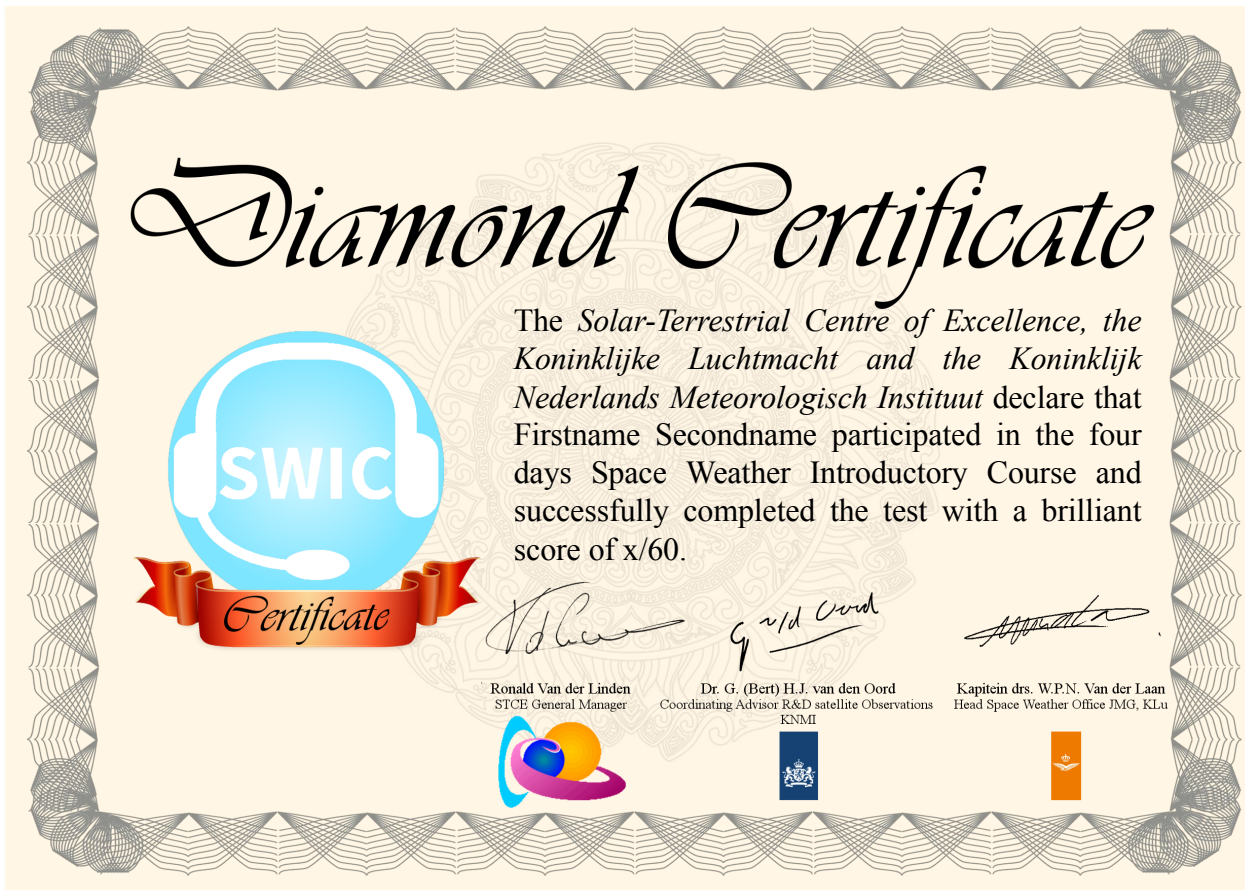 Diamond Certificate
The Solar-Terrestrial Centre of Excellence, the
Koninklijke Luchtmacht and the Koninklijk
Nederlands Meteorologisch Instituut declare that
Firstname Secondname participated in the four
days Space Weather Introductory Course and
successfully completed the test with a brilliant
score of x/60.
SWIC
Certificate
Ronald Van der Linden
STCE General Manager
Dr. G. (Bert) H.J. van den Oord
Coordinating Advisor R&D satellite Observations
KNMI
Kapitein drs. W.P.N. Van der Laan
Head Space Weather Office JMG, KLu